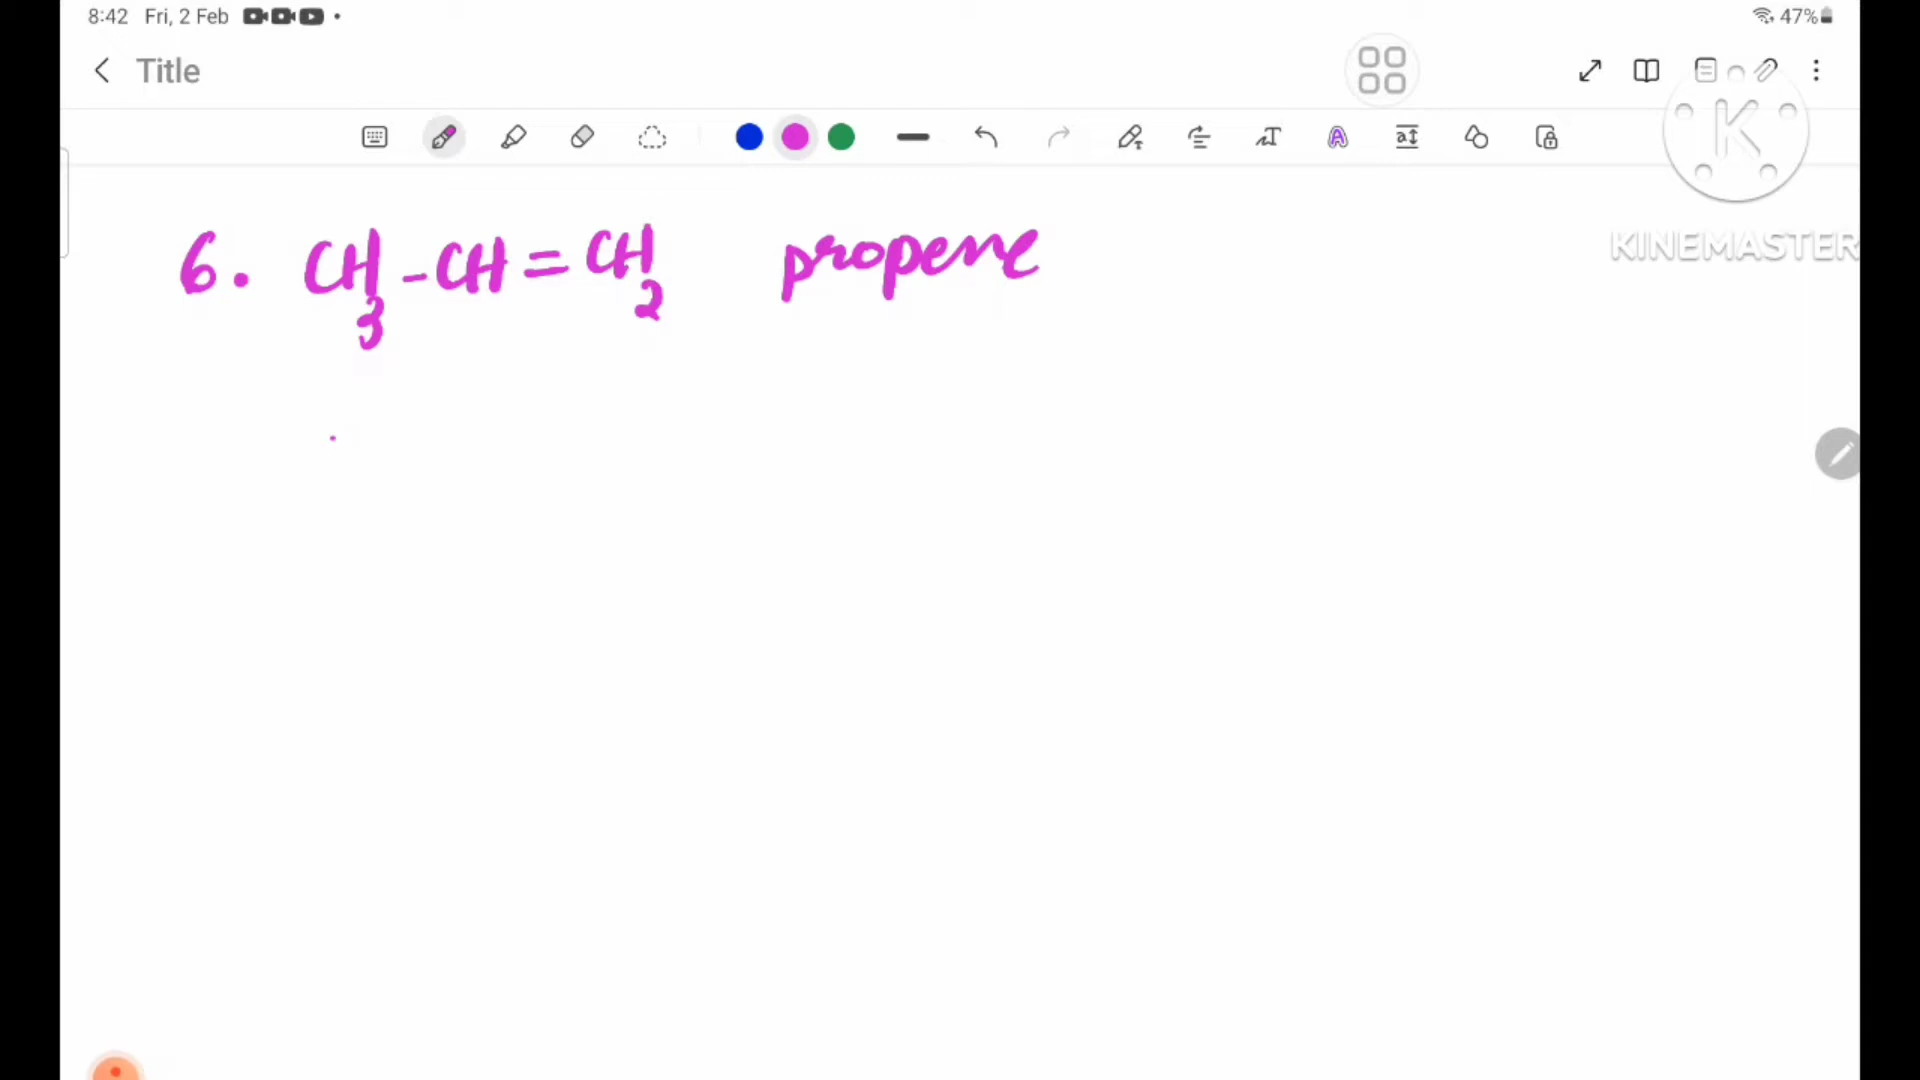 8:42 Fri, 2 Feb 47%
Title
6. CH₃-CH=CH₂ propene
KINEMASTER